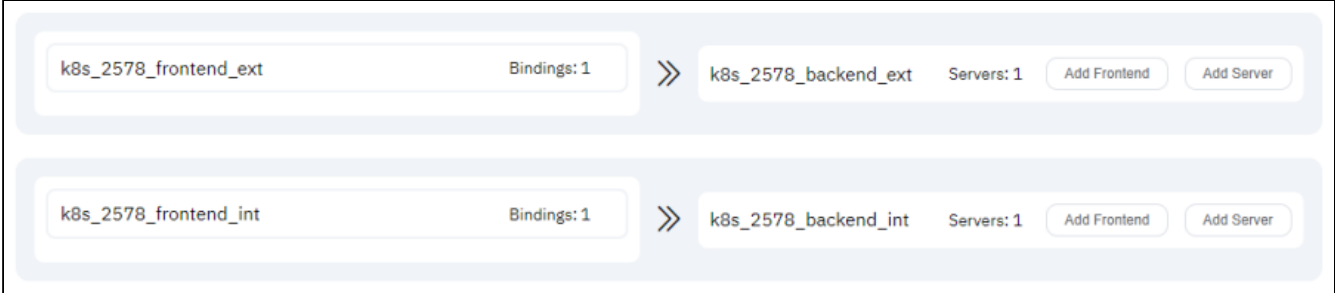 k8s_2578_frontend_ext Bindings: 1 k8s_2578_backend_ext Servers: 1 Add Frontend Add Server
k8s_2578_frontend_int Bindings: 1 k8s_2578_backend_int Servers: 1 Add Frontend Add Server